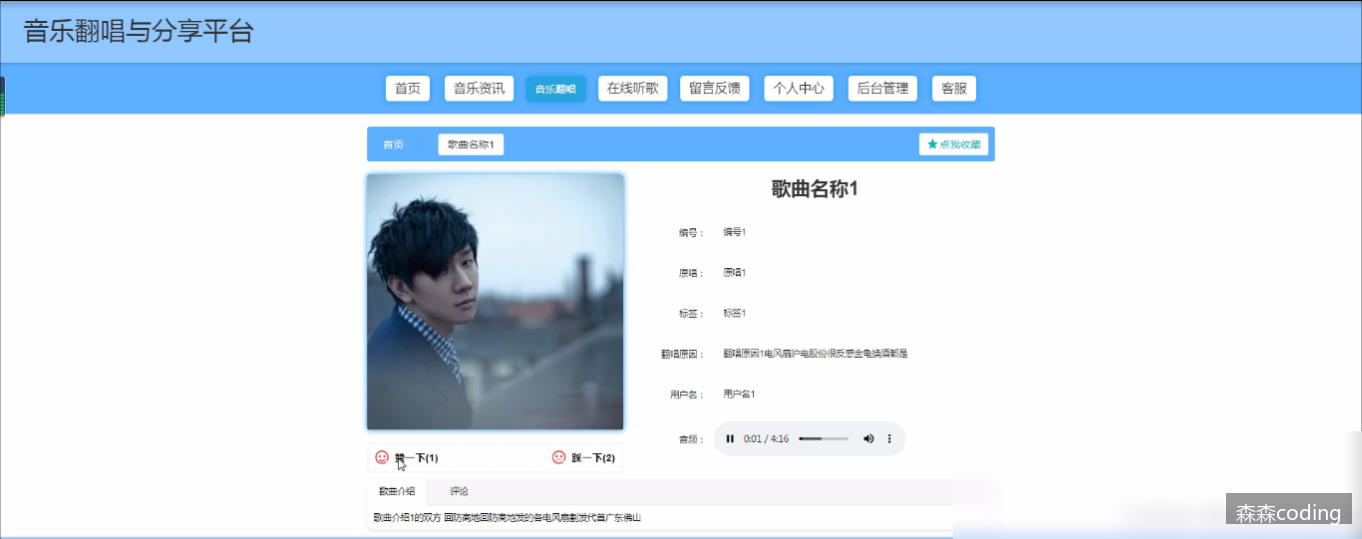 音乐翻唱与分享平台
首页 音乐资讯 音乐翻唱 在线听歌 留言反馈 个人中心 后台管理 客服
首页 歌曲名称1 ★点我收藏
歌曲名称1
编号： 编号1
原唱： 原唱1
标签： 标签1
翻唱原因： 翻唱原因1电风扇沪电股份很反感金龟换酒都是
用户名： 用户名1
音频： 0:01 / 4:16
赞一下(1) 踩一下(2)
歌曲介绍 评论
歌曲介绍1的双方 回防高地回防高地发的各电风扇割发代首广东佛山
森森coding